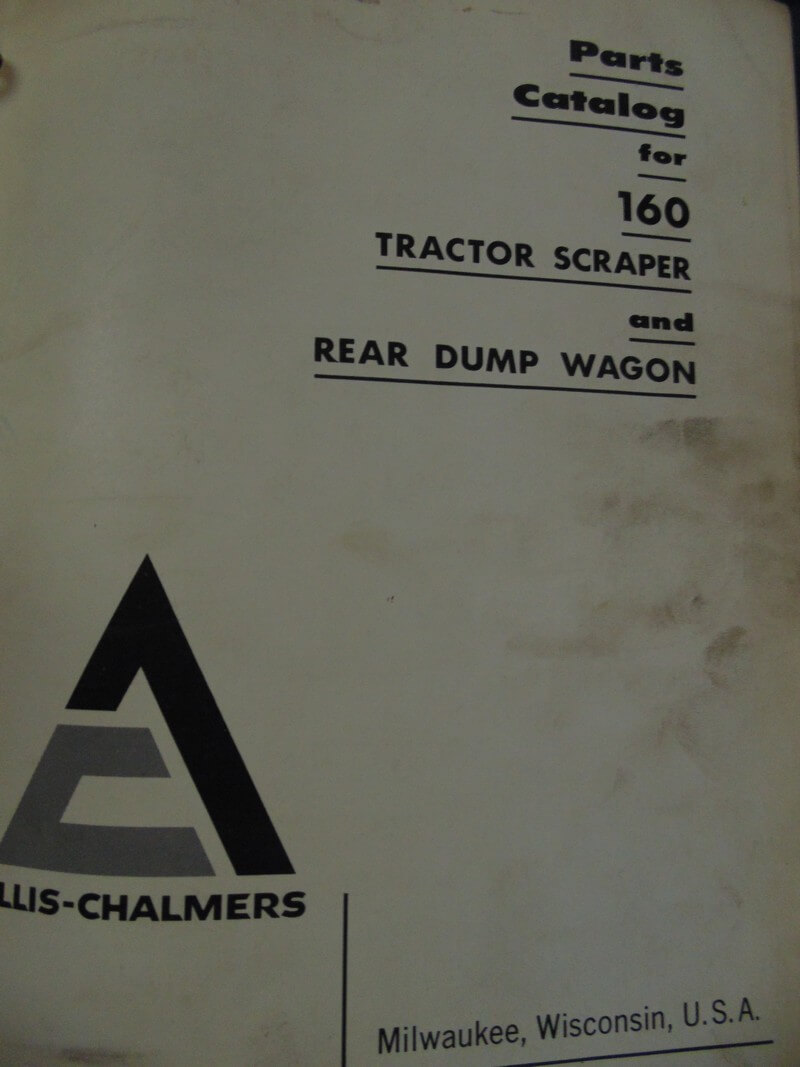 Parts
Catalog
for
160
TRACTOR SCRAPER
and
REAR DUMP WAGON
LLIS-CHALMERS
Milwaukee, Wisconsin, U.S.A.